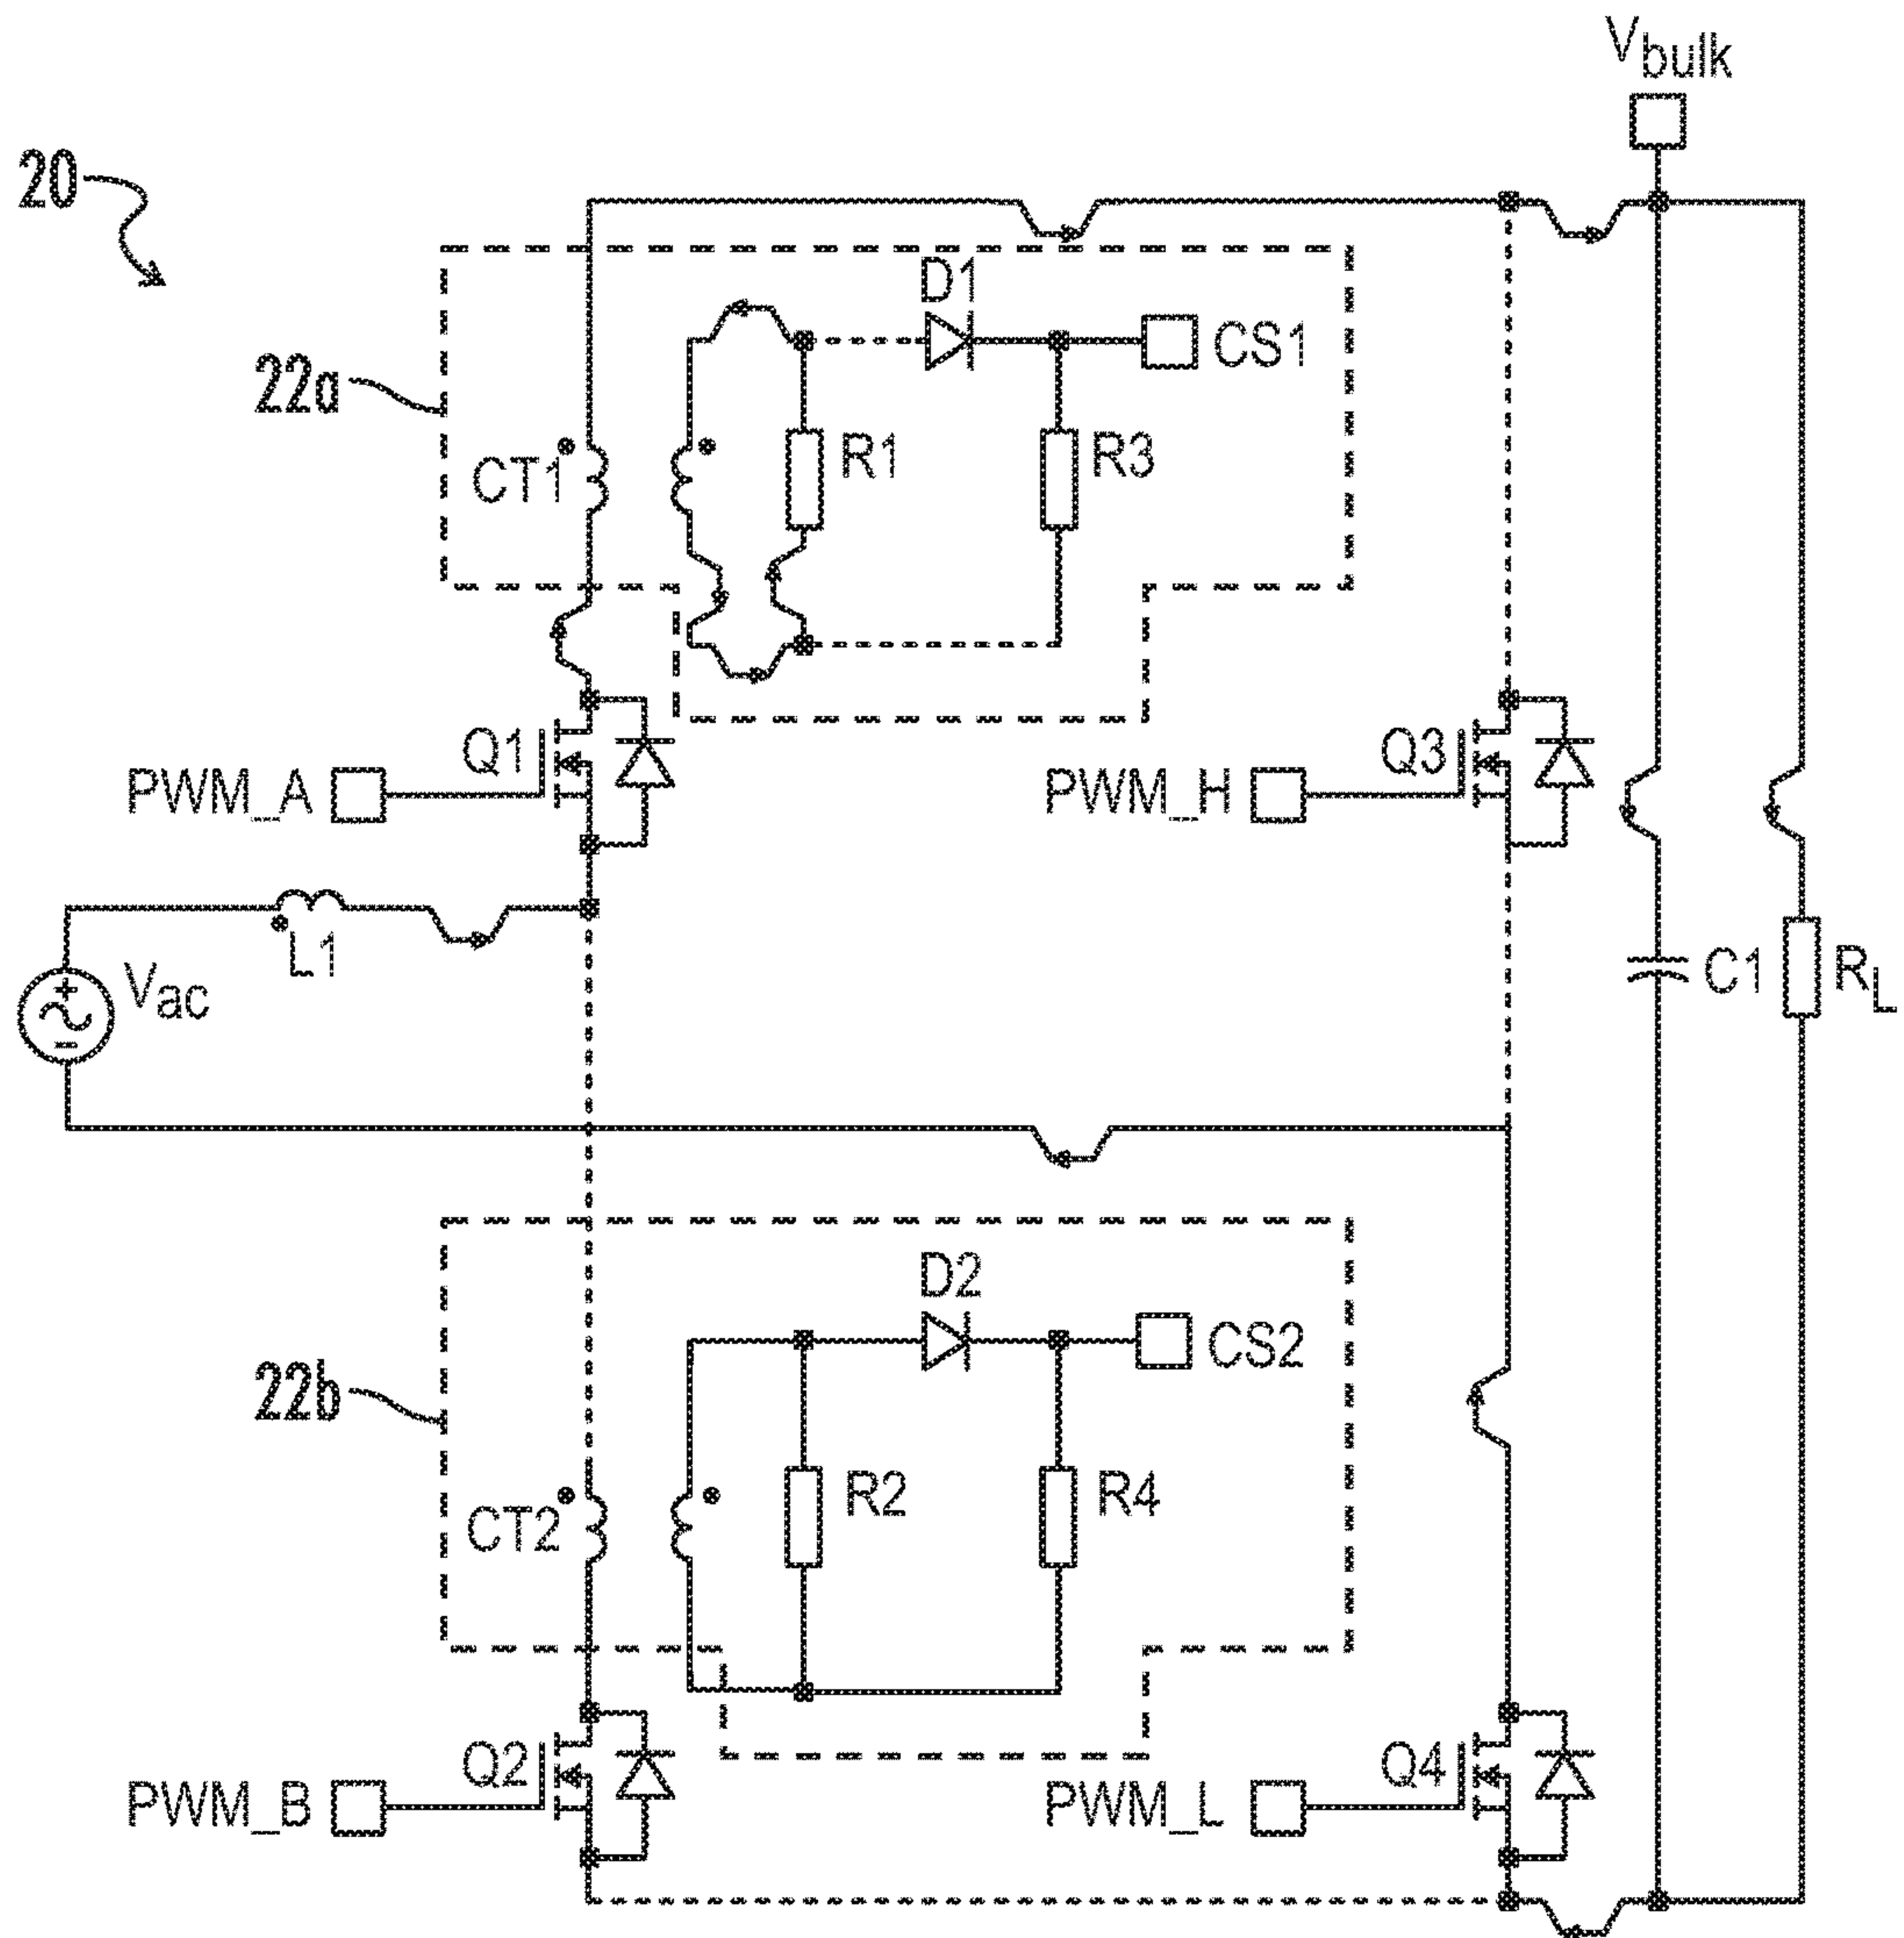 Vbulk
20
D1
CS1
22a
CT1
R1
R3
Q1
Q3
PWM_A
PWM_H
L1
Vac
+
-
C1
RL
D2
CS2
22b
CT2
R2
R4
Q2
Q4
PWM_B
PWM_L